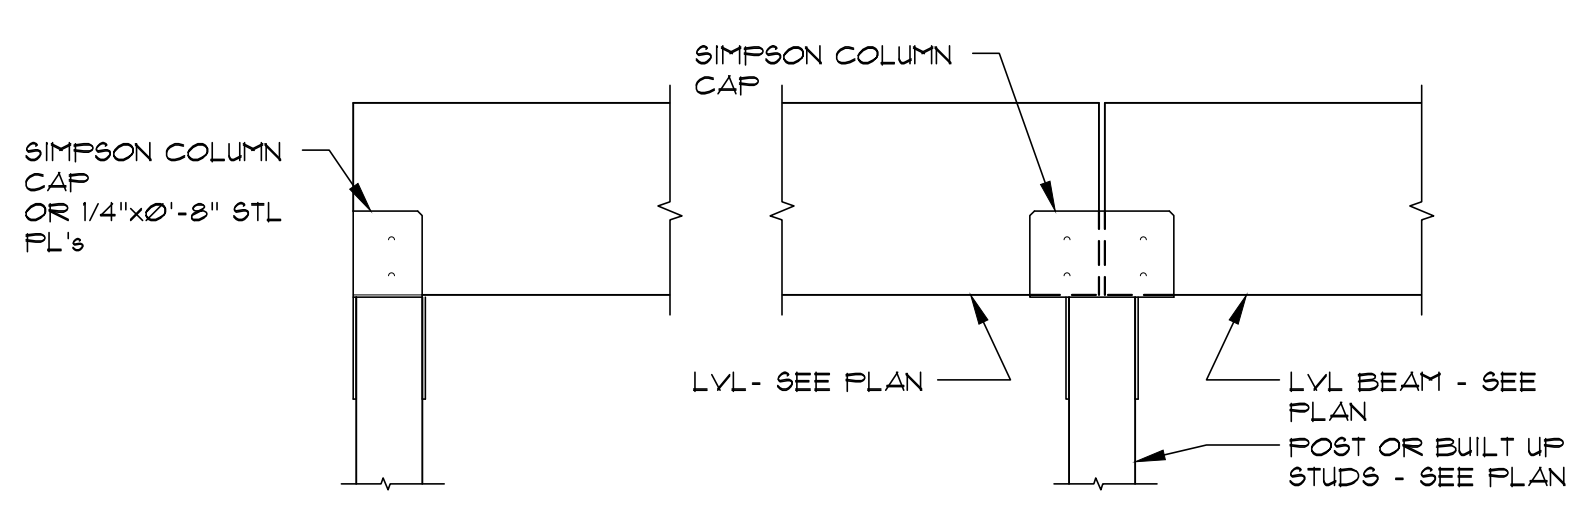 SIMPSON COLUMN
CAP
OR 1/4"x0'-8" STL
PL's
SIMPSON COLUMN
CAP
LVL- SEE PLAN
LVL BEAM - SEE
PLAN
POST OR BUILT UP
STUDS - SEE PLAN